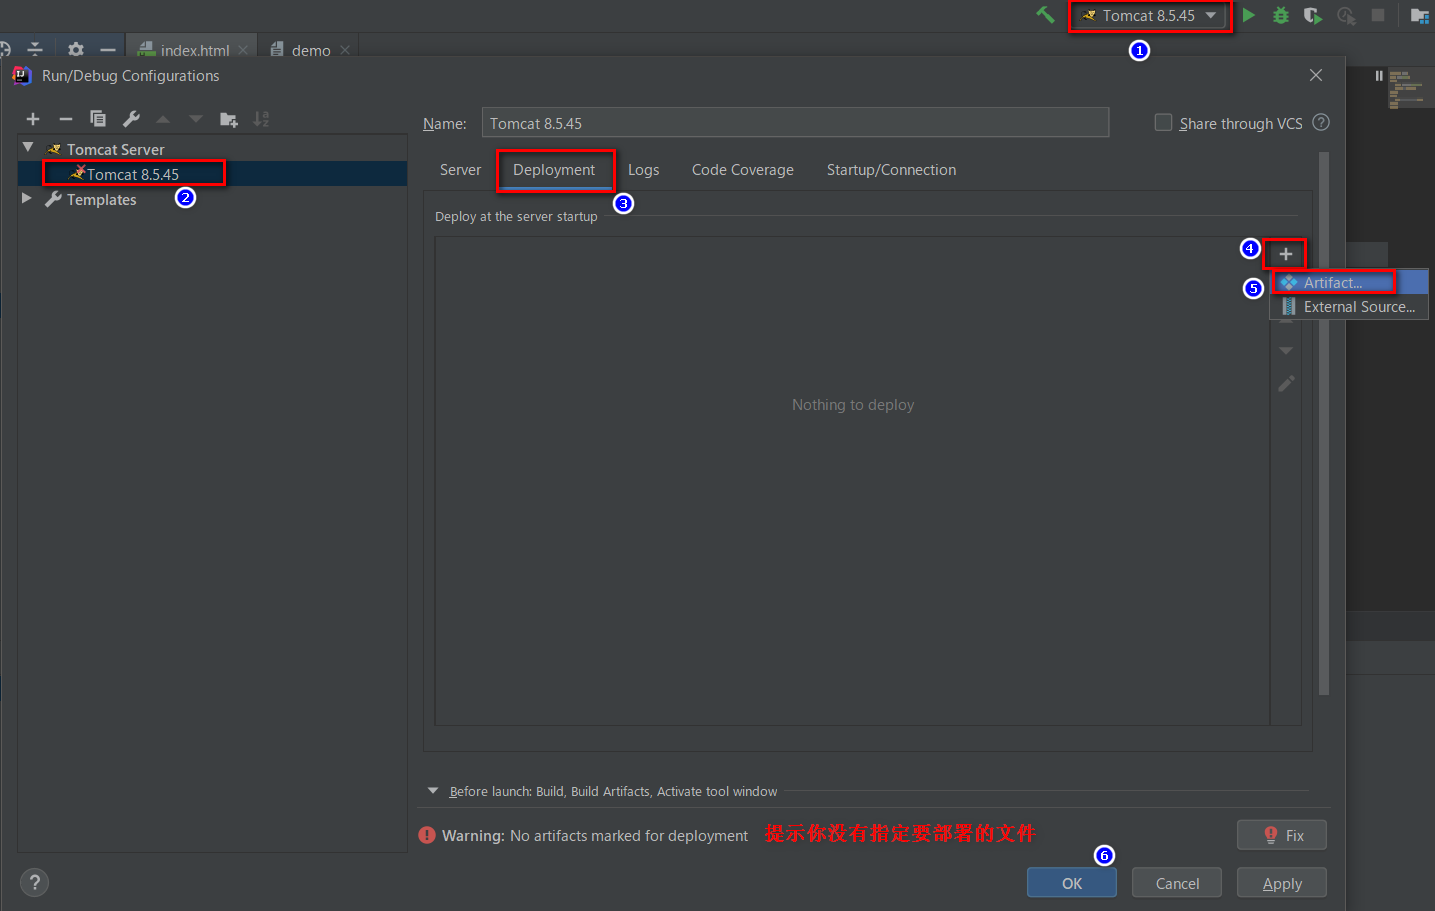 Tomcat 8.5.45
1
index.html
demo
Run/Debug Configurations
Name:
Tomcat 8.5.45
Share through VCS
?
Tomcat Server
Tomcat 8.5.45
2
Templates
Server
Deployment
Logs
Code Coverage
Startup/Connection
3
Deploy at the server startup
4
+
5
Artifact...
External Source...
Nothing to deploy
Before launch: Build, Build Artifacts, Activate tool window
Warning: No artifacts marked for deployment
提示你没有指定要部署的文件
Fix
6
?
OK
Cancel
Apply